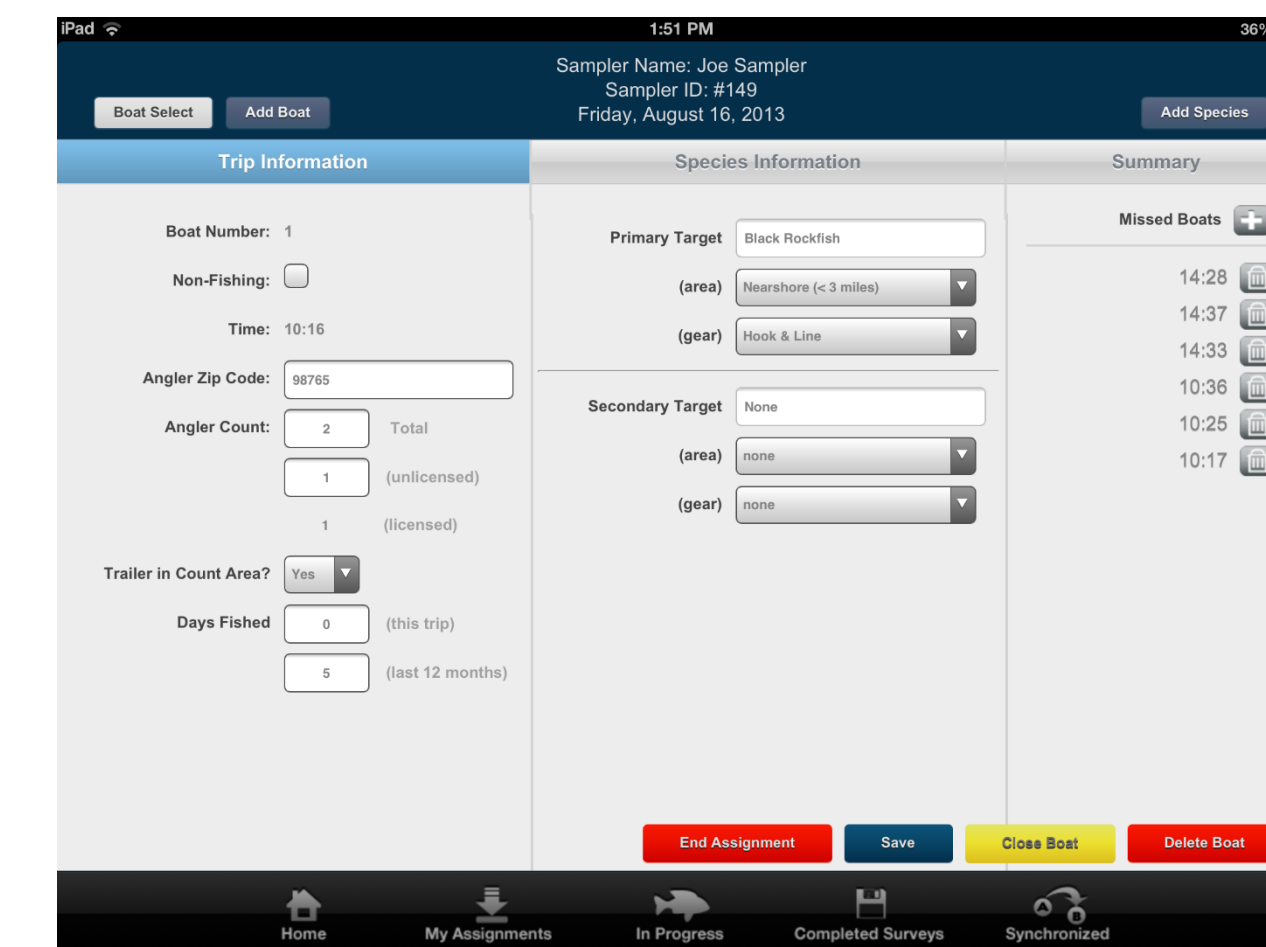 iPad 1:51 PM 36%
Sampler Name: Joe Sampler
Sampler ID: #149
Friday, August 16, 2013
Boat Select Add Boat Add Species
Trip Information Species Information Summary
Boat Number: 1
Non-Fishing:
Time: 10:16
Angler Zip Code: 98765
Angler Count: 2 Total
1 (unlicensed)
1 (licensed)
Trailer in Count Area? Yes
Days Fished 0 (this trip)
5 (last 12 months)
Primary Target Black Rockfish
(area) Nearshore (< 3 miles)
(gear) Hook & Line
Secondary Target None
(area) none
(gear) none
Missed Boats
14:28
14:37
14:33
10:36
10:25
10:17
End Assignment Save Close Boat Delete Boat
A B
Home My Assignments In Progress Completed Surveys Synchronized